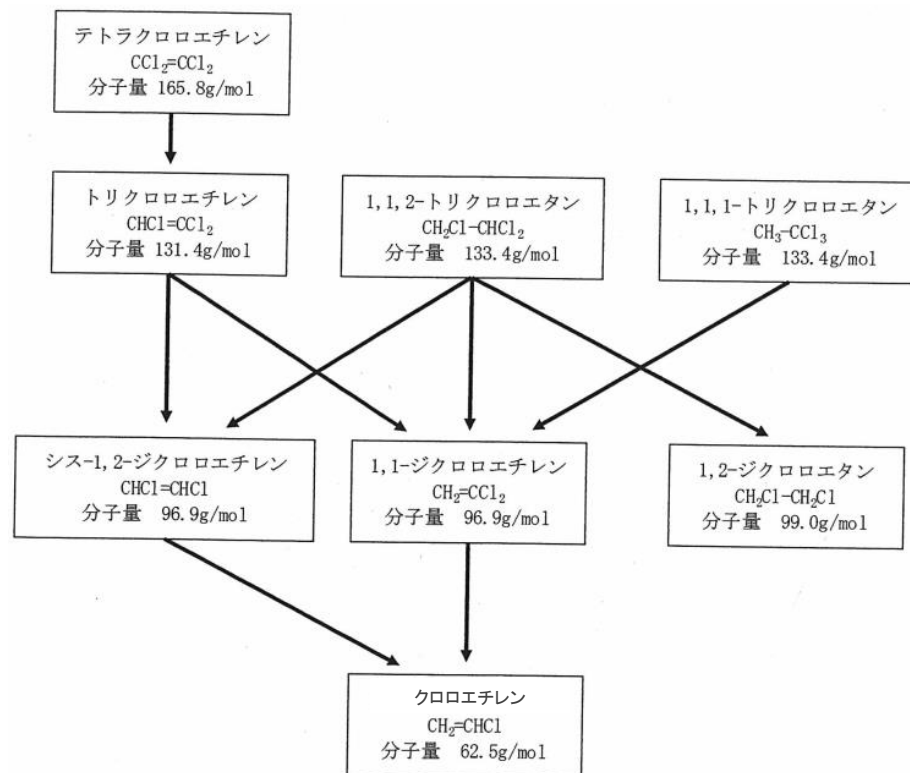 テトラクロロエチレン
CCl₂=CCl₂
分子量 165.8g/mol
トリクロロエチレン
CHCl=CCl₂
分子量 131.4g/mol
1,1,2-トリクロロエタン
CH₂Cl-CHCl₂
分子量 133.4g/mol
1,1,1-トリクロロエタン
CH₃-CCl₃
分子量 133.4g/mol
シス-1,2-ジクロロエチレン
CHCl=CHCl
分子量 96.9g/mol
1,1-ジクロロエチレン
CH₂=CCl₂
分子量 96.9g/mol
1,2-ジクロロエタン
CH₂Cl-CH₂Cl
分子量 99.0g/mol
クロロエチレン
CH₂=CHCl
分子量 62.5g/mol